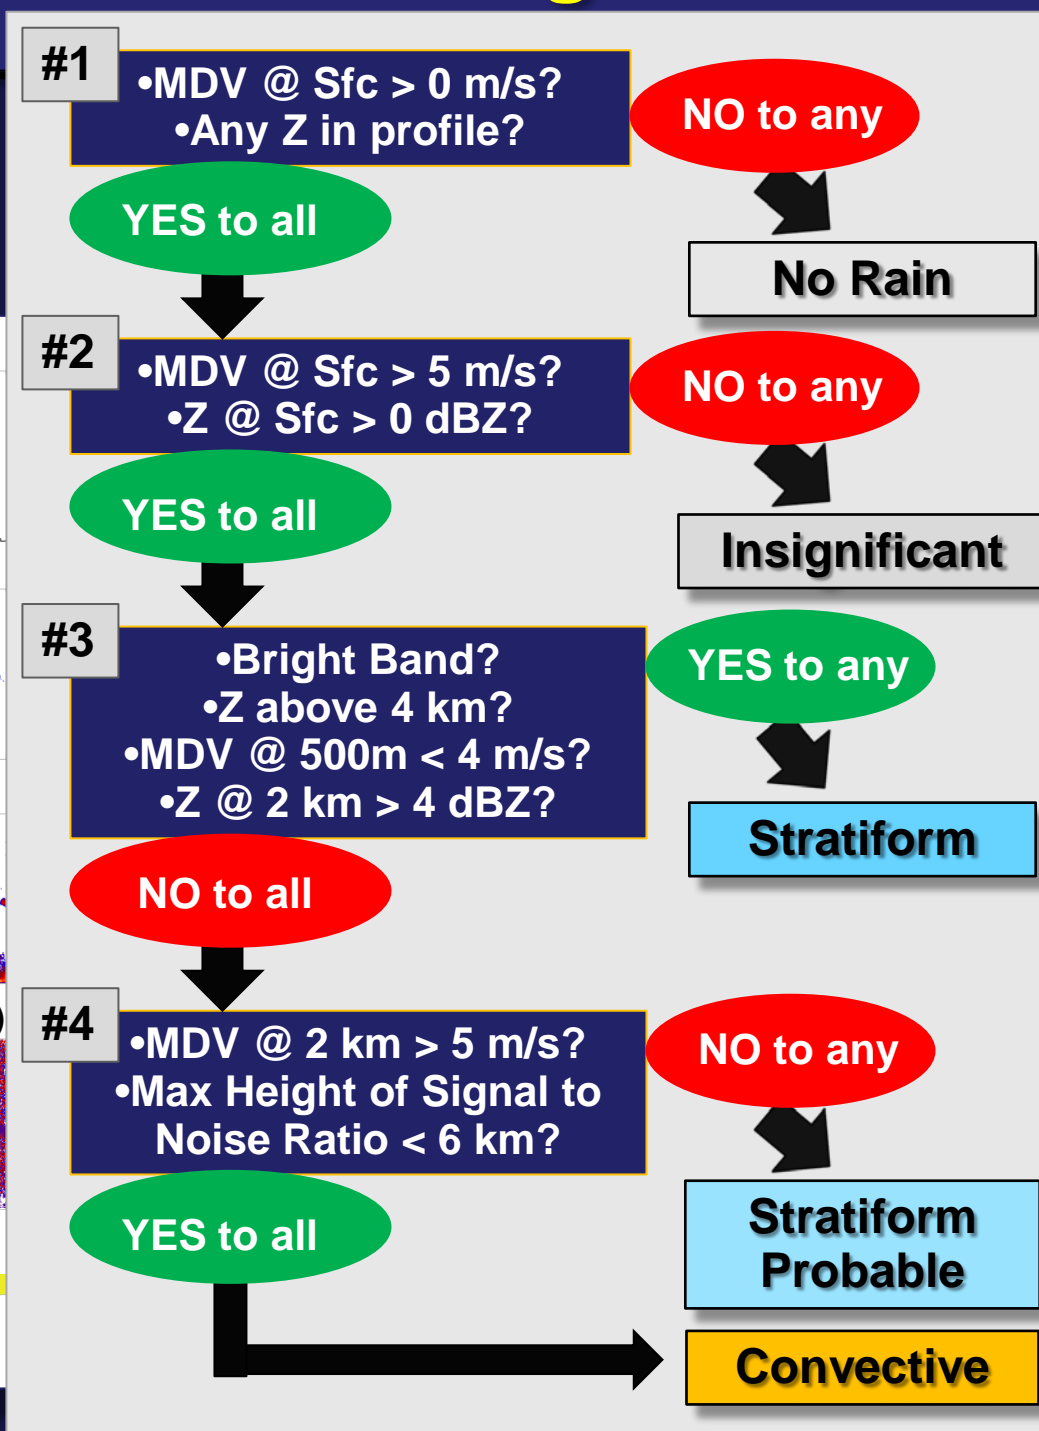 #1
•MDV @ Sfc > 0 m/s?
•Any Z in profile?
NO to any
YES to all
No Rain
#2
•MDV @ Sfc > 5 m/s?
•Z @ Sfc > 0 dBZ?
NO to any
YES to all
Insignificant
#3
•Bright Band?
•Z above 4 km?
•MDV @ 500m < 4 m/s?
•Z @ 2 km > 4 dBZ?
YES to any
Stratiform
NO to all
#4
•MDV @ 2 km > 5 m/s?
•Max Height of Signal to
Noise Ratio < 6 km?
NO to any
YES to all
Stratiform
Probable
Convective